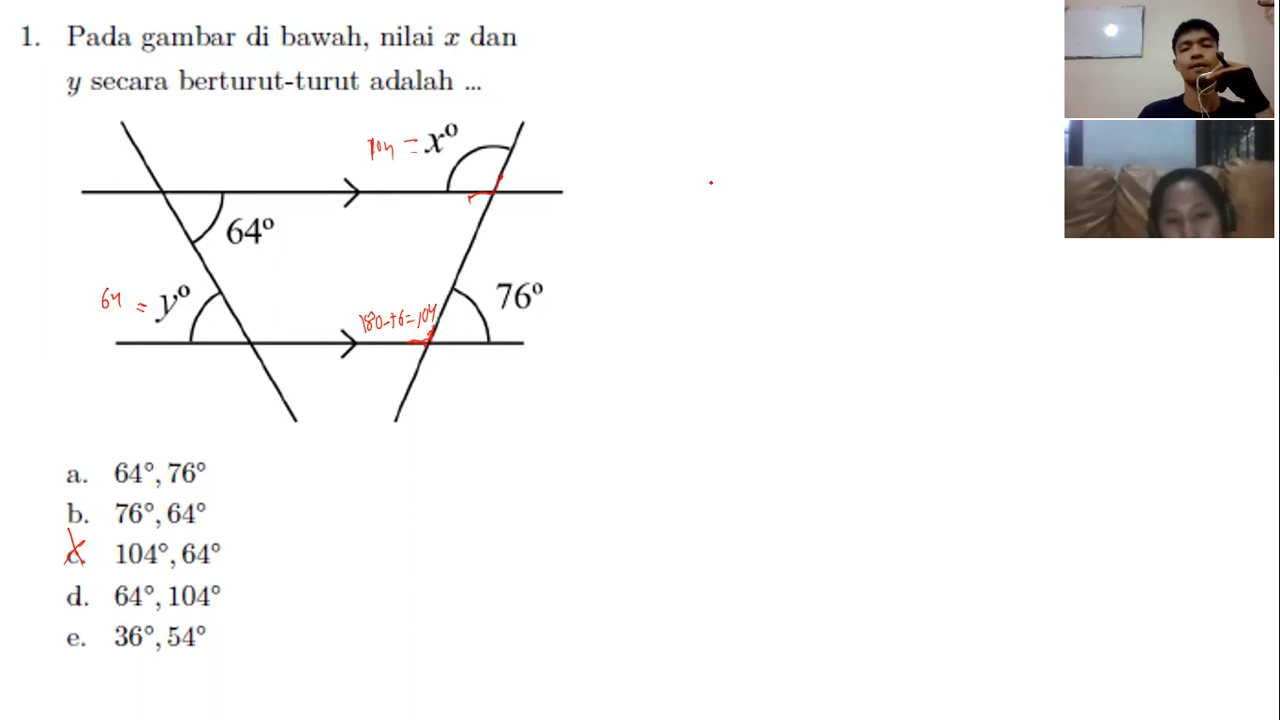 1. Pada gambar di bawah, nilai x dan
y secara berturut-turut adalah ...
104 = x°
64°
64 = y°
180-76=104
76°
a. 64°, 76°
b. 76°, 64°
c. 104°, 64°
d. 64°, 104°
e. 36°, 54°